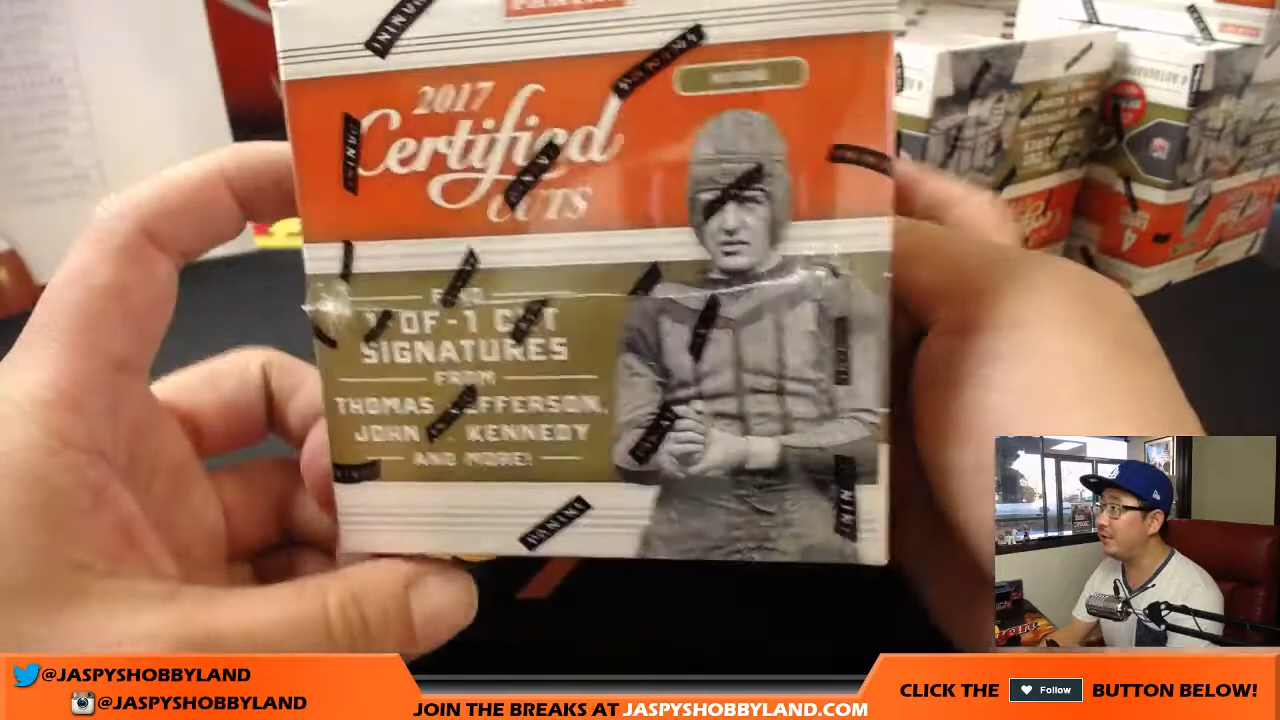 PANINI
2017
Certified
CUTS
1-OF-1 CUT
SIGNATURES
FROM
THOMAS JEFFERSON,
JOHN KENNEDY
AND MORE!
PANINI
@JASPYSHOBBYLAND
@JASPYSHOBBYLAND
JOIN THE BREAKS AT JASPYSHOBBYLAND.COM
CLICK THE Follow BUTTON BELOW!